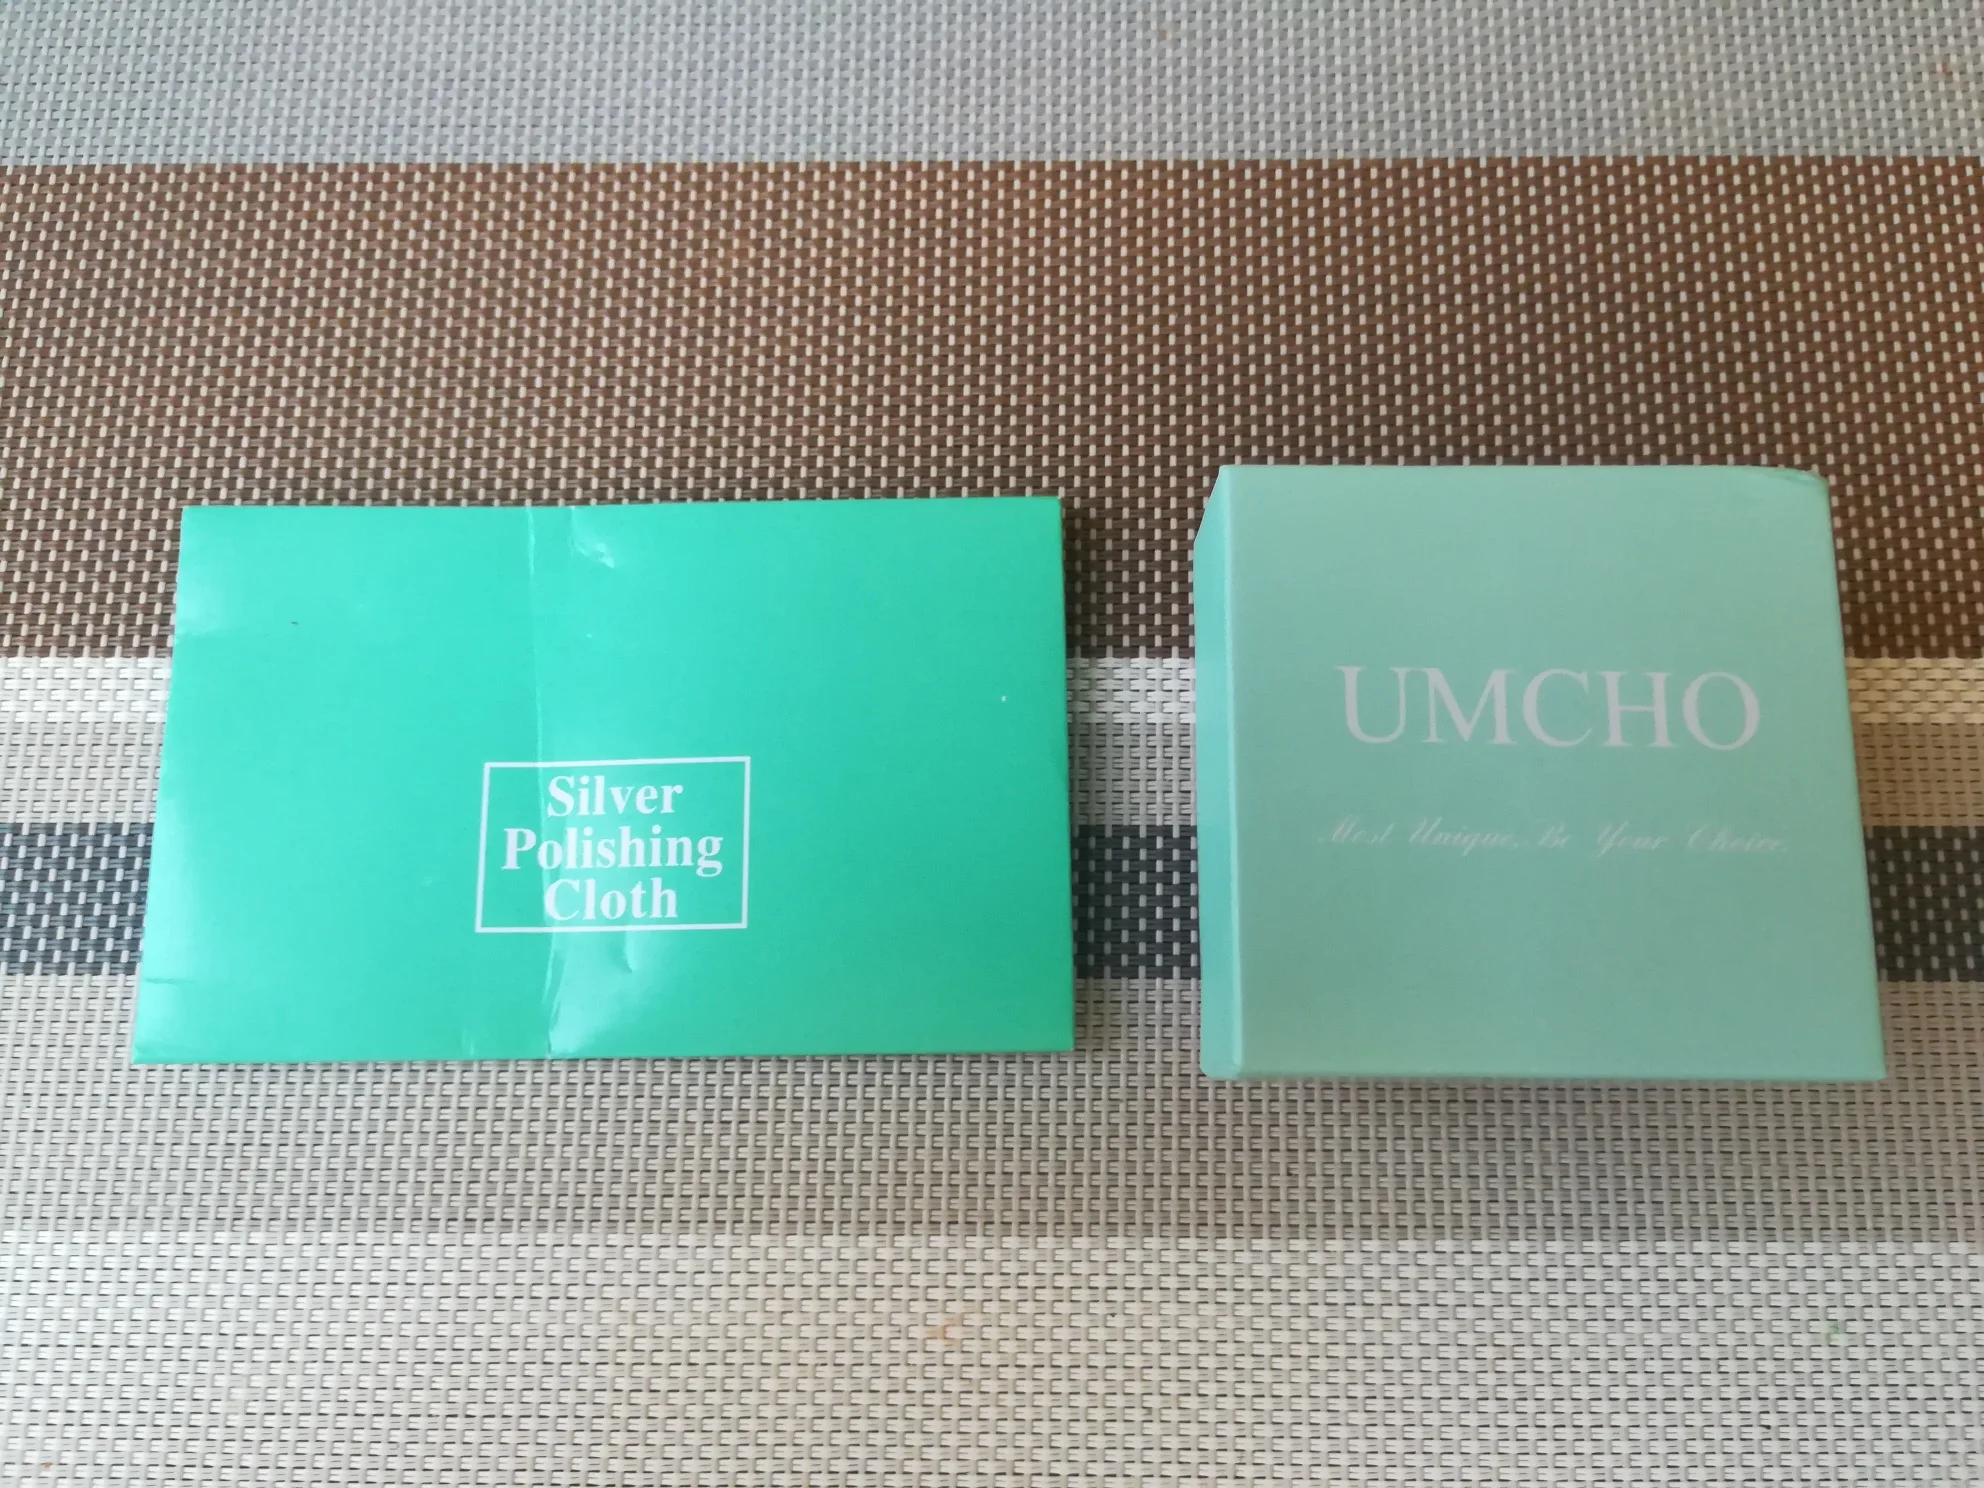 Silver
Polishing
Cloth
UMCHO
Most Unique. Be Your Choice.